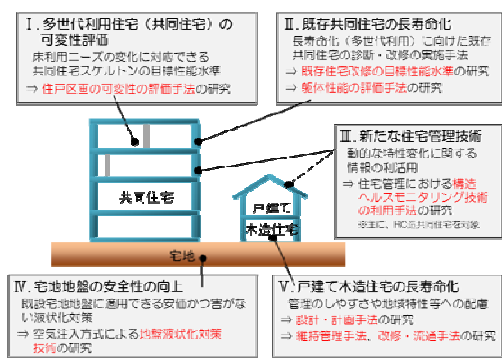 Ⅰ.多世代利用住宅(共同住宅)の
可変性評価
床利用ニーズの変化に対応できる
共同住宅スケルトンの目標性能水準
⇒ 住戸区画の可変性の評価手法の研究
Ⅱ.既存共同住宅の長寿命化
長寿命化(多世代利用)に向けた既存
共同住宅の診断・改修の実施手法
⇒ 既存住宅改修の目標性能水準の研究
⇒ 躯体性能の評価手法の研究
Ⅲ.新たな住宅管理技術
動的な特性変化に関する
情報の利活用
⇒ 住宅管理における構造
ヘルスモニタリング技術
の利用手法の研究
※主に、RC造共同住宅を対象
共同住宅
戸建て
木造住宅
宅地
Ⅳ.宅地地盤の安全性の向上
既設宅地地盤に適用できる安価かつ害がな
い液状化対策
⇒ 空気注入方式による地盤液状化対策
技術の研究
Ⅴ.戸建て木造住宅の長寿命化
管理のしやすさや地域特性等への配慮
⇒ 設計・計画手法の研究
⇒ 維持管理手法、改修・流通手法の研究